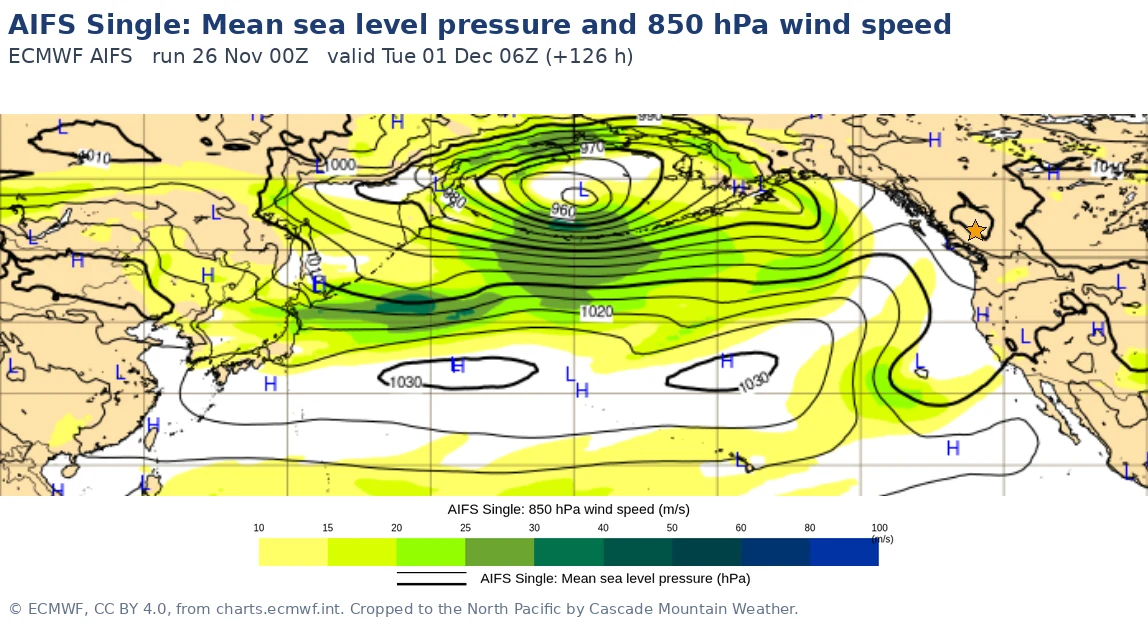 AIFS Single: Mean sea level pressure and 850 hPa wind speed
ECMWF AIFS run 26 Nov 00Z valid Tue 01 Dec 06Z (+126 h)
H H 990
L H
970
1010 L 1000 H 1010
L 980 L H L
L 960
L
H H L
H
1020 H
L H
L L H H L L
1030 H H 1030
H H
L
L H L
AIFS Single: 850 hPa wind speed (m/s)
10 15 20 25 30 40 50 60 80 100
(m/s)
AIFS Single: Mean sea level pressure (hPa)
© ECMWF, CC BY 4.0, from charts.ecmwf.int. Cropped to the North Pacific by Cascade Mountain Weather.